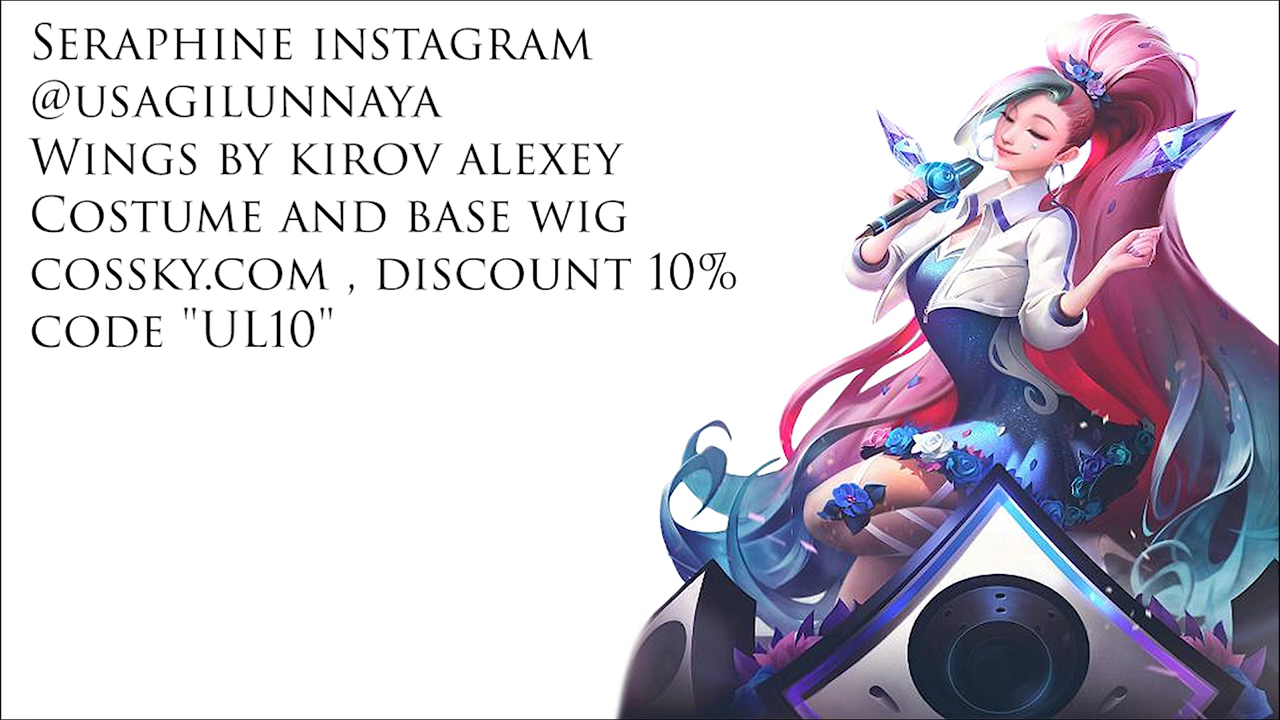 Seraphine instagram
@usagilunnaya
Wings by kirov alexey
Costume and base wig
cossky.com , discount 10%
code "UL10"